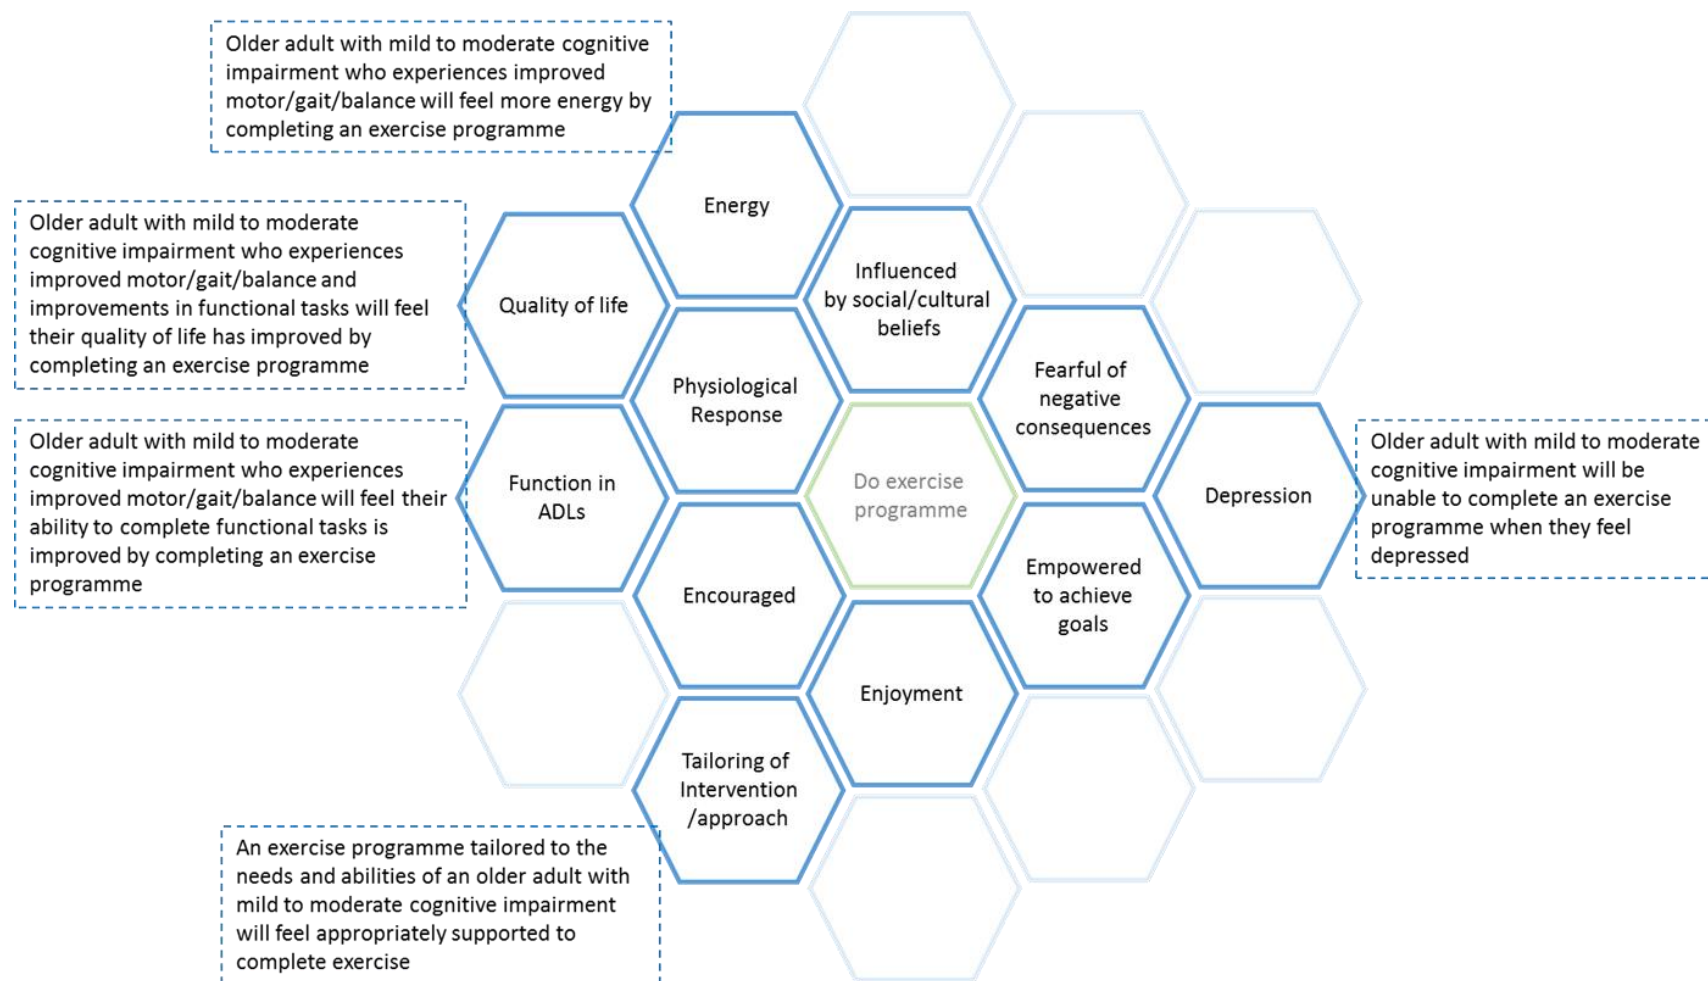 Older adult with mild to moderate cognitive
impairment who experiences improved
motor/gait/balance will feel more energy by
completing an exercise programme
Energy
Older adult with mild to moderate
cognitive impairment who experiences
improved motor/gait/balance and
improvements in functional tasks will feel
their quality of life has improved by
completing an exercise programme
Quality of life
Influenced
by social/cultural
beliefs
Physiological
Response
Fearful of
negative
consequences
Older adult with mild to moderate
cognitive impairment who experiences
improved motor/gait/balance will feel their
ability to complete functional tasks is
improved by completing an exercise
programme
Function in
ADLs
Do exercise
programme
Depression
Older adult with mild to moderate
cognitive impairment will be
unable to complete an exercise
programme when they feel
depressed
Encouraged
Empowered
to achieve
goals
Enjoyment
Tailoring of
Intervention
/approach
An exercise programme tailored to the
needs and abilities of an older adult with
mild to moderate cognitive impairment
will feel appropriately supported to
complete exercise